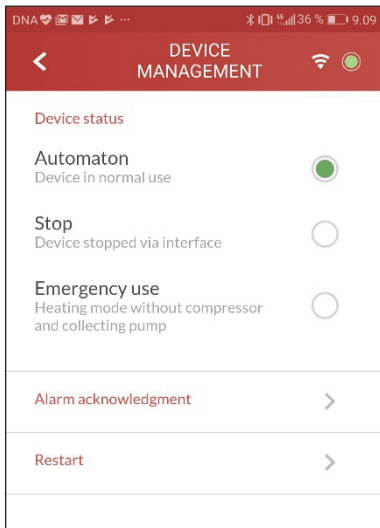 DNA ... 36 % 9.09
DEVICE
MANAGEMENT
Device status
Automaton
Device in normal use
Stop
Device stopped via interface
Emergency use
Heating mode without compressor
and collecting pump
Alarm acknowledgment
Restart